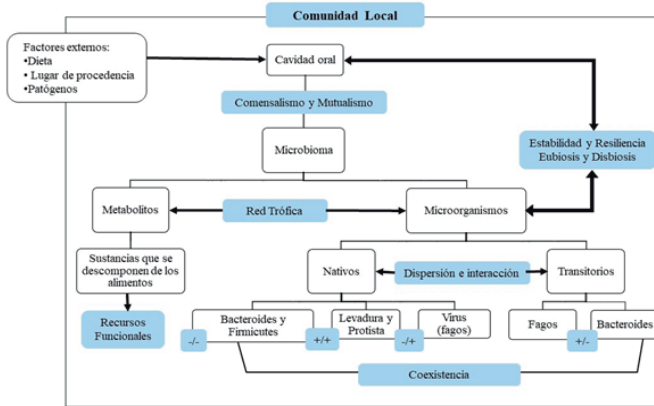 Comunidad Local
Factores externos:
•Dieta
• Lugar de procedencia
•Patógenos
Cavidad oral
Comensalismo y Mutualismo
Estabilidad y Resiliencia
Eubiosis y Disbiosis
Microbioma
Metabolitos
Red Trófica
Microorganismos
Sustancias que se
descomponen de los
alimentos
Nativos
Dispersión e interacción
Transitorios
Recursos
Funcionales
-/-
Bacteroides y
Firmicutes
+/+
Levadura y
Protista
-/+
Virus
(fagos)
Fagos
+/-
Bacteroides
Coexistencia